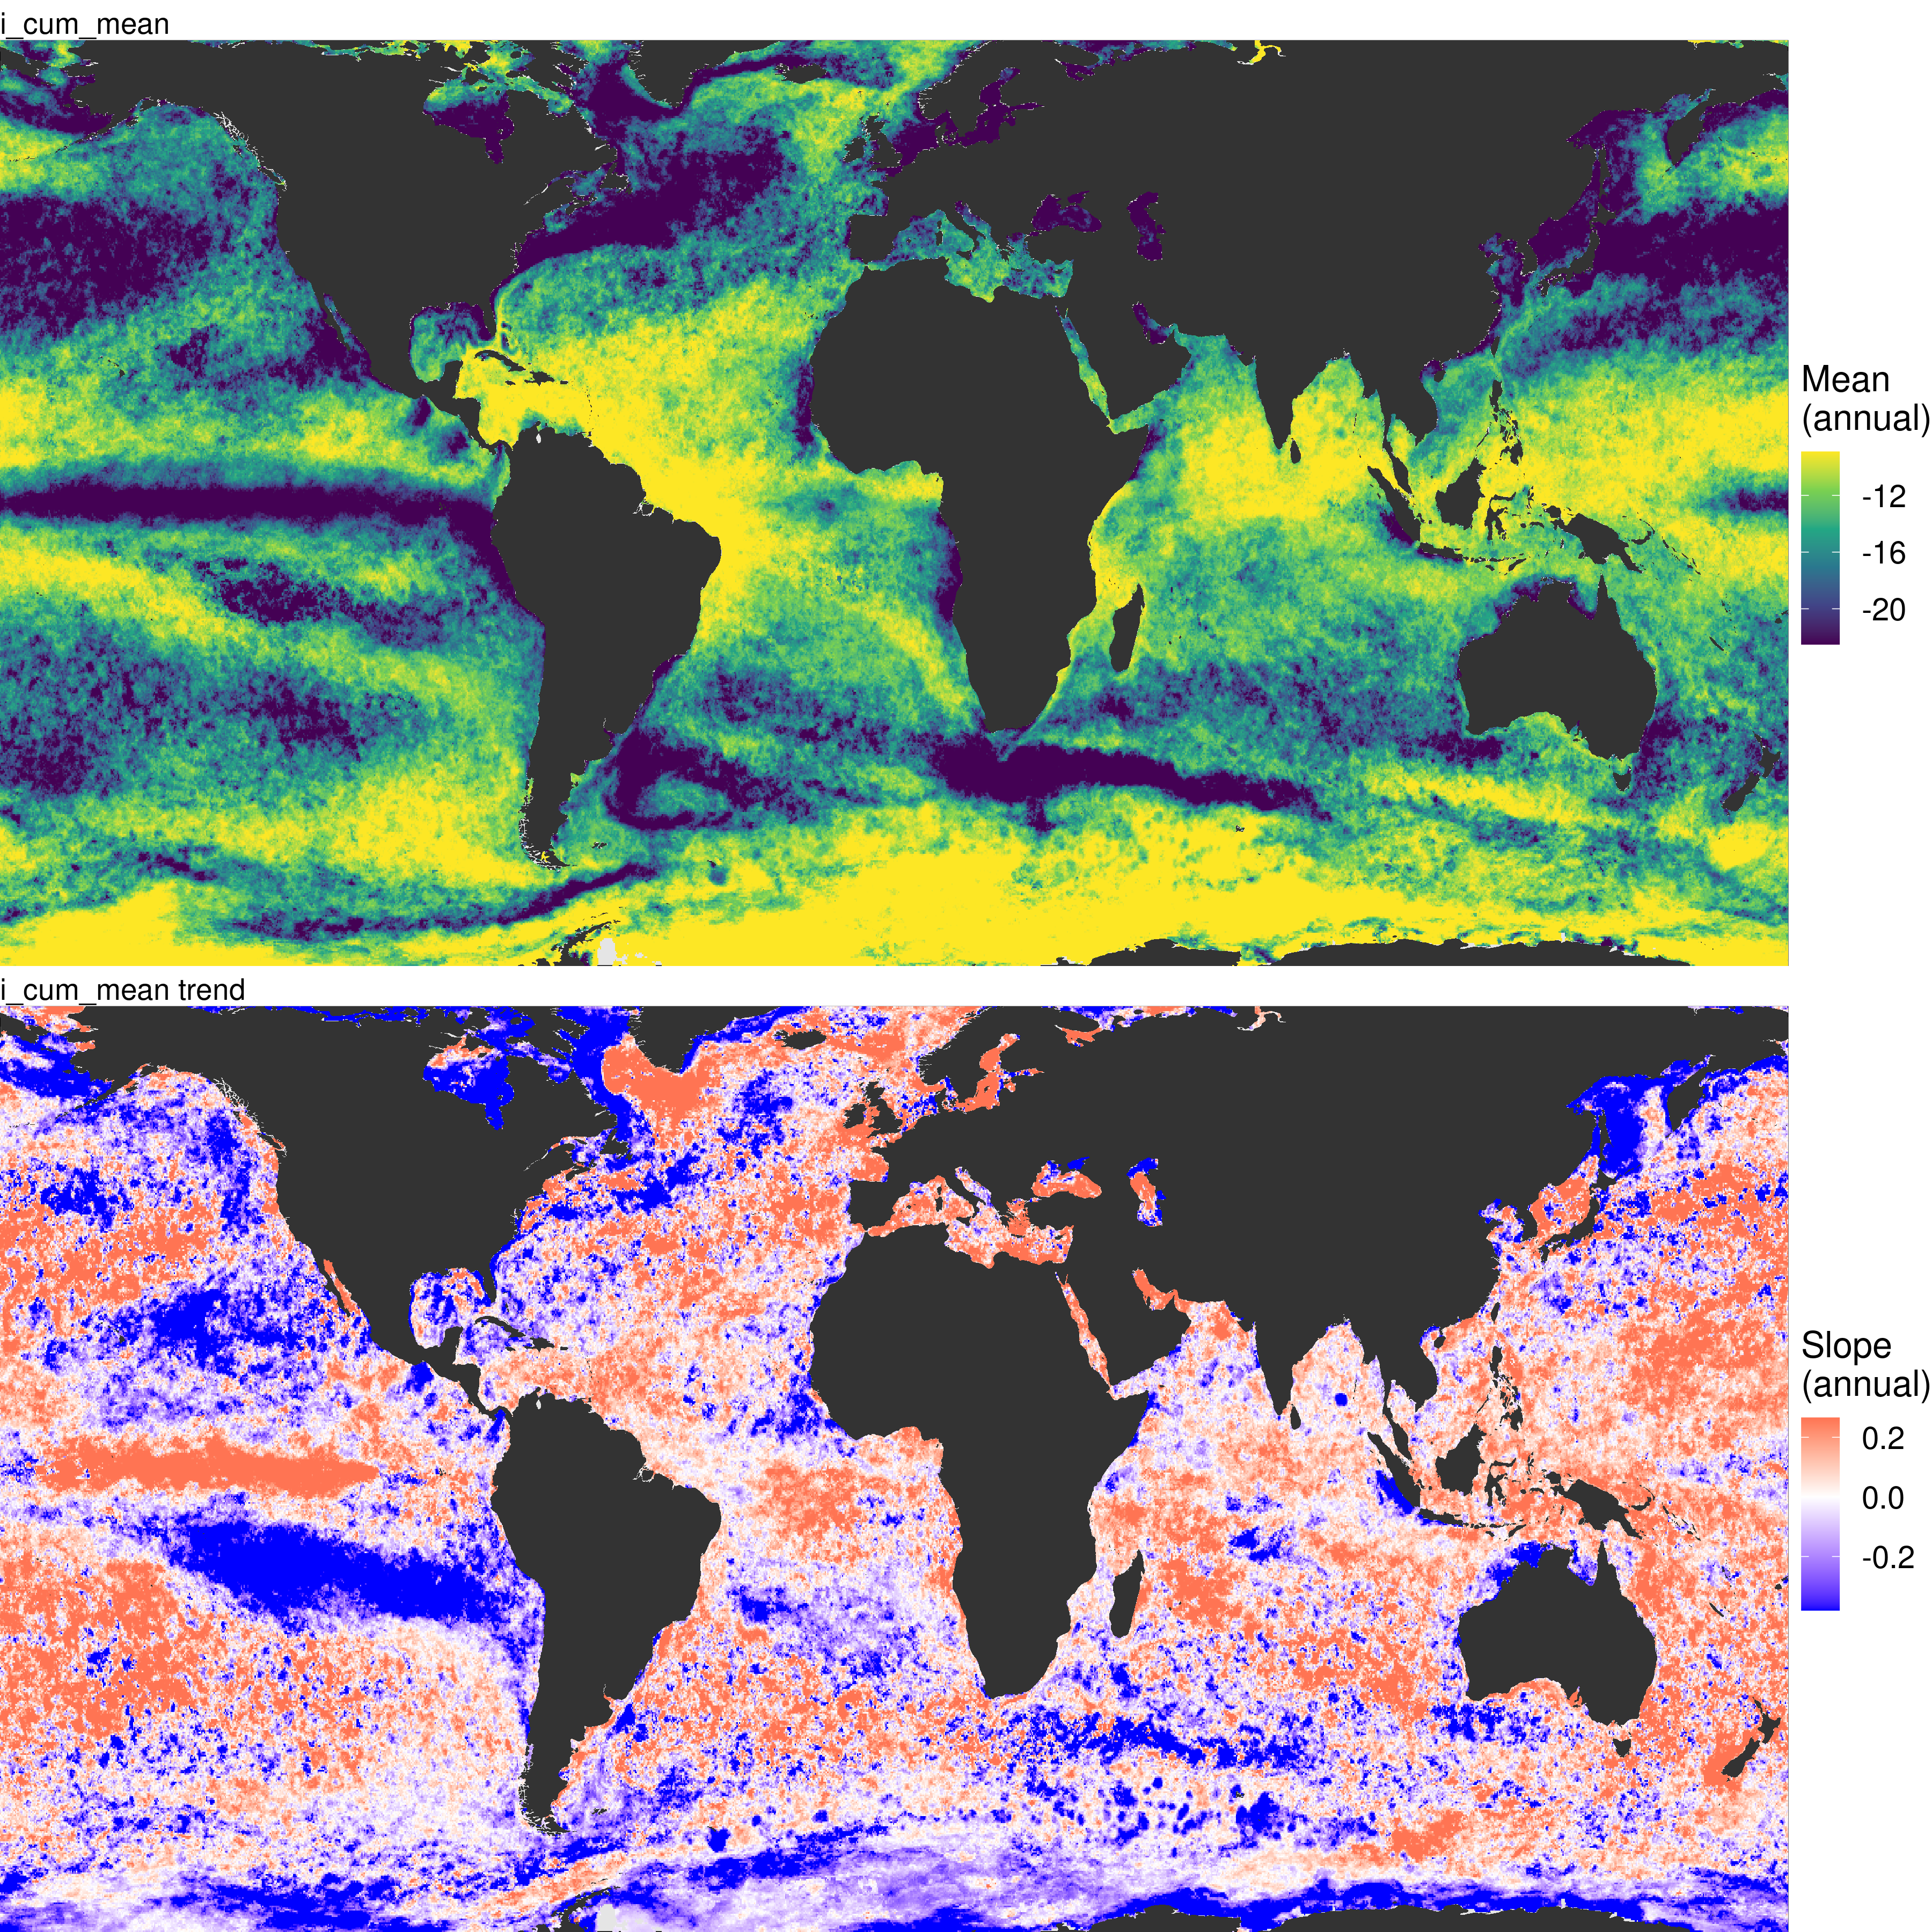 i_cum_mean
Mean
(annual)
-12
-16
-20
i_cum_mean trend
Slope
(annual)
0.2
0.0
-0.2